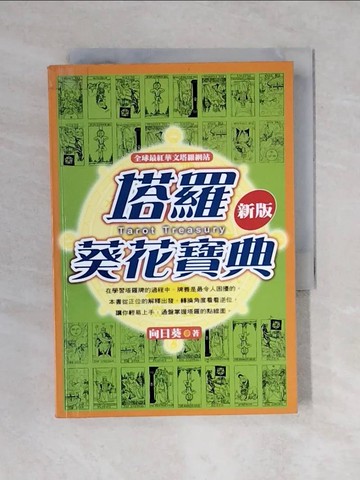 全球最紅華文塔羅網站
塔羅
新版
Tarot Treasury
葵花寶典
在學習塔羅牌的過程中，牌義是最令人困擾的，
本書從正位的解釋出發，轉換角度看看逆位，
讓你輕易上手，通盤掌握塔羅的點線面。
向日葵 著